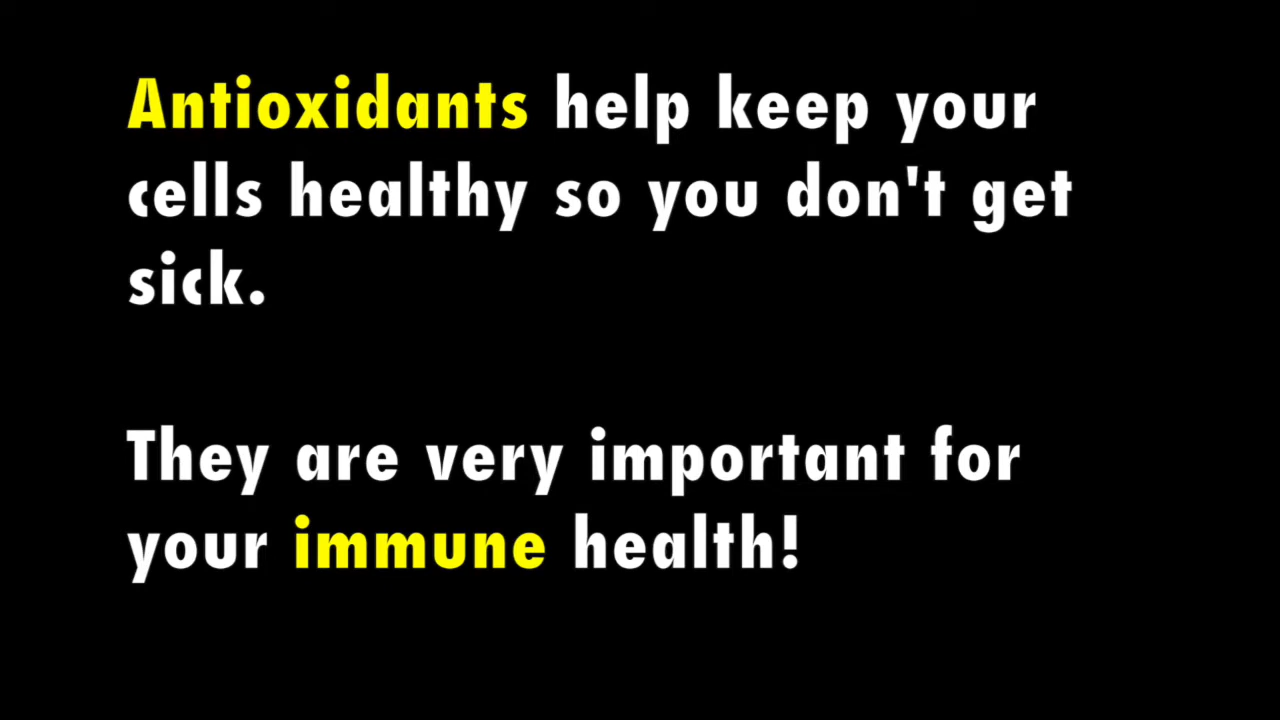 Antioxidants help keep your
cells healthy so you don't get
sick.
They are very important for
your immune health!